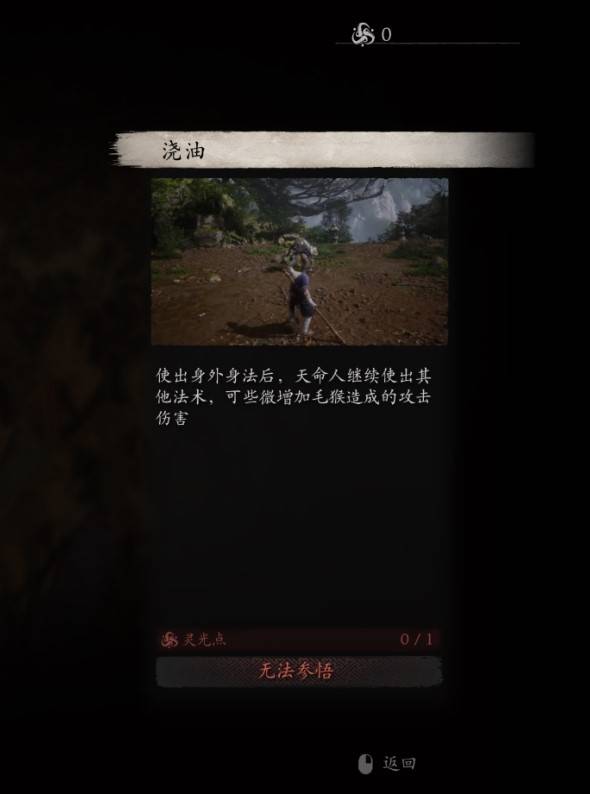 0
浇油
使出身外身法后，天命人继续使出其
他法术，可些微增加毛猴造成的攻击
伤害
灵光点 0/1
无法参悟
返回